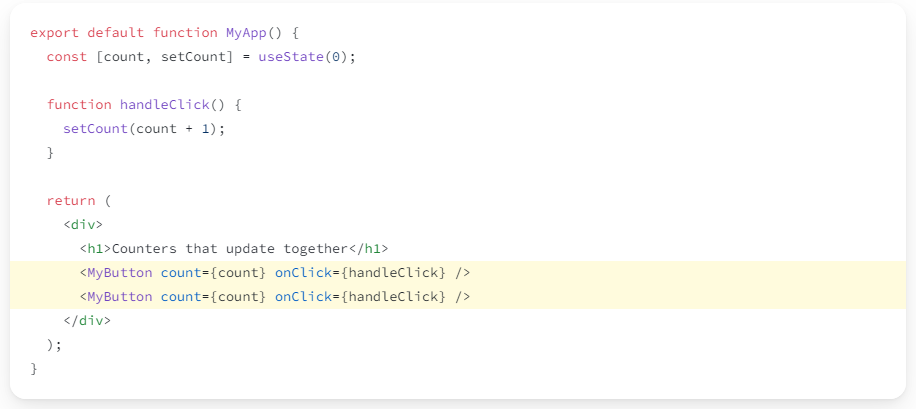 export default function MyApp() {
  const [count, setCount] = useState(0);

  function handleClick() {
    setCount(count + 1);
  }

  return (
    <div>
      <h1>Counters that update together</h1>
      <MyButton count={count} onClick={handleClick} />
      <MyButton count={count} onClick={handleClick} />
    </div>
  );
}